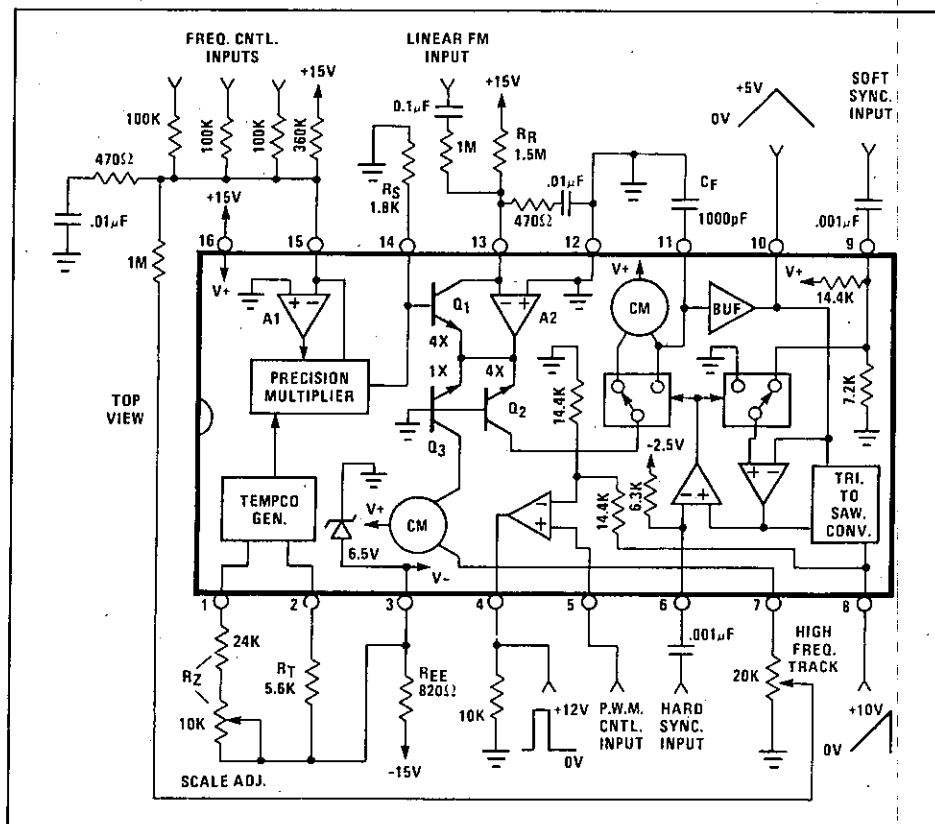 FREQ. CNTL.
INPUTS
LINEAR FM
INPUT
+15V
+15V
+5V
0V
SOFT
SYNC.
INPUT
100K
100K
100K
360K
0.1µF
1M
RR
1.5M
470Ω
.01µF
+15V
RS
1.8K
470Ω
.01µF
CF
1000pF
.001µF
1M
16
15
14
13
12
11
10
9
V+
A1
Q1
4X
A2
V+
CM
BUF
V+
14.4K
PRECISION
MULTIPLIER
1X
4X
Q3
Q2
14.4K
7.2K
TOP
VIEW
TEMPCO
GEN.
V+
6.5V
CM
V-
-2.5V
6.3K
14.4K
TRI.
TO
SAW.
CONV.
1
2
3
4
5
6
7
8
RZ
24K
10K
RT
5.6K
REE
820Ω
-15V
10K
+12V
0V
P.W.M.
CNTL.
INPUT
.001µF
HARD
SYNC.
INPUT
HIGH
FREQ.
TRACK
20K
+10V
0V
SCALE ADJ.